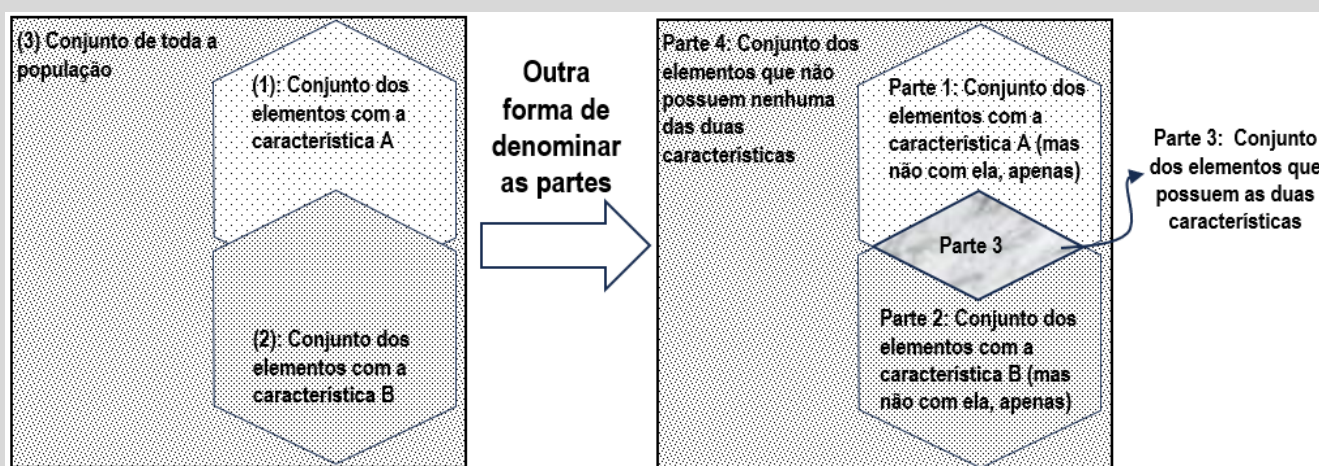 (3) Conjunto de toda a
população
(1): Conjunto dos
elementos com a
característica A
(2): Conjunto dos
elementos com a
característica B
Outra
forma de
denominar
as partes
Parte 4: Conjunto dos
elementos que não
possuem nenhuma
das duas
características
Parte 1: Conjunto dos
elementos com a
característica A (mas
não com ela, apenas)
Parte 3
Parte 2: Conjunto dos
elementos com a
característica B (mas
não com ela, apenas)
Parte 3: Conjunto
dos elementos que
possuem as duas
características